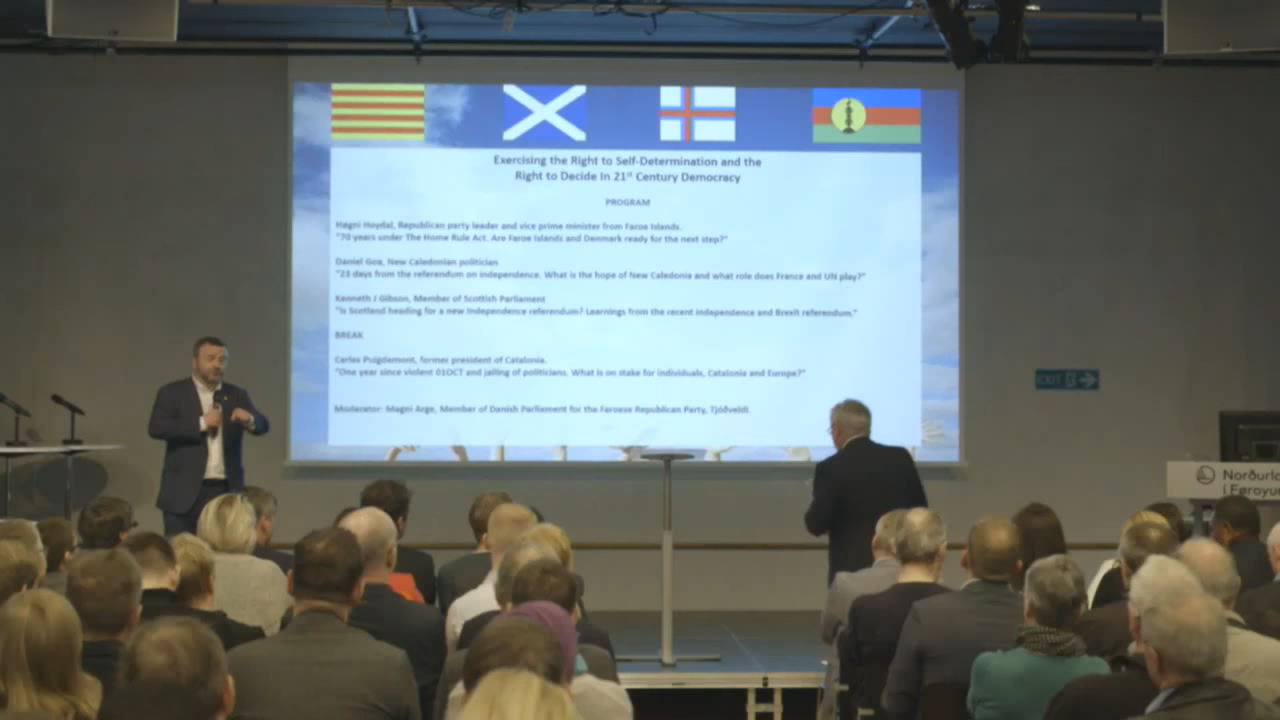 Exercising the Right to Self-Determination and the
Right to Decide In 21st Century Democracy
PROGRAM
Høgni Hoydal, Republican party leader and vice prime minister from Faroe Islands.
"70 years under The Home Rule Act. Are Faroe Islands and Denmark ready for the next step?"
Daniel Goa, New Caledonian politician
"23 days from the referendum on independence. What is the hope of New Caledonia and what role does France and UN play?"
Kenneth J Gibson, Member of Scottish Parliament
"Is Scotland heading for a new independence referendum? Learnings from the recent independence and Brexit referendum."
BREAK
Carles Puigdemont, former president of Catalonia.
"One year since violent 01OCT and jailing of politicians. What is on stake for individuals, Catalonia and Europe?"
Moderator: Magni Arge, Member of Danish Parliament for the Faroese Republican Party, Tjóðveldi.
EXIT
Norðurl
í Føroyu